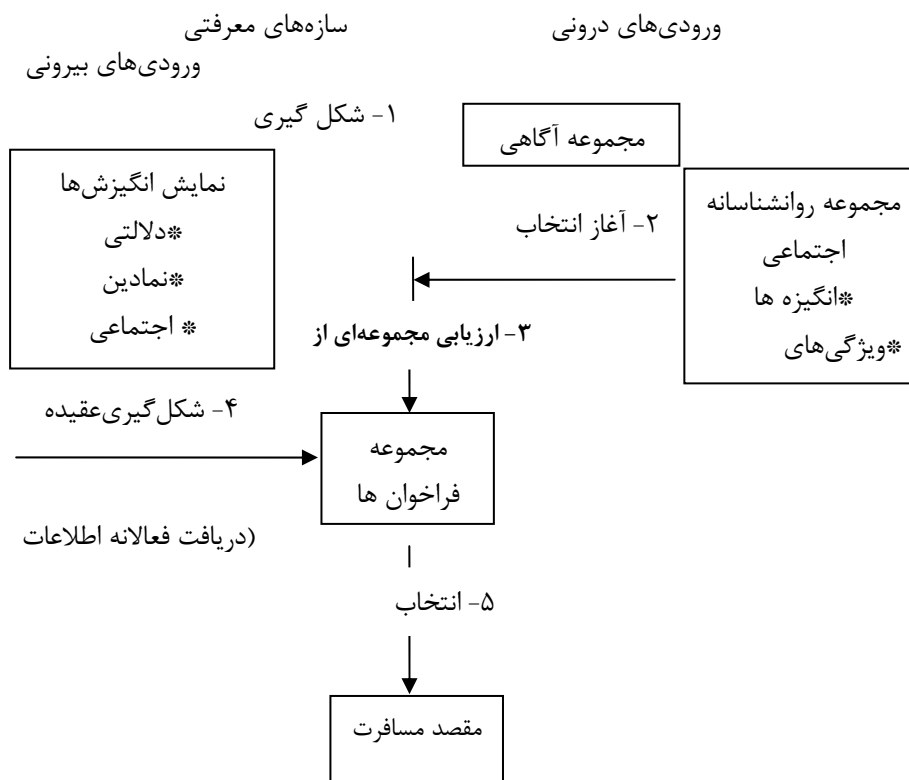 ورودی‌های درونی
سازه‌های معرفتی
ورودی‌های بیرونی
۱- شکل گیری
مجموعه آگاهی
نمایش انگیزش‌ها
*دلالتی
*نمادین
* اجتماعی
مجموعه روانشناسانه
اجتماعی
*انگیزه ها
*ویژگی‌های
۲- آغاز انتخاب
۳- ارزیابی مجموعه‌ای از
۴- شکل‌گیری‌عقیده
مجموعه
فراخوان ها
(دریافت فعالانه اطلاعات
۵- انتخاب
مقصد مسافرت